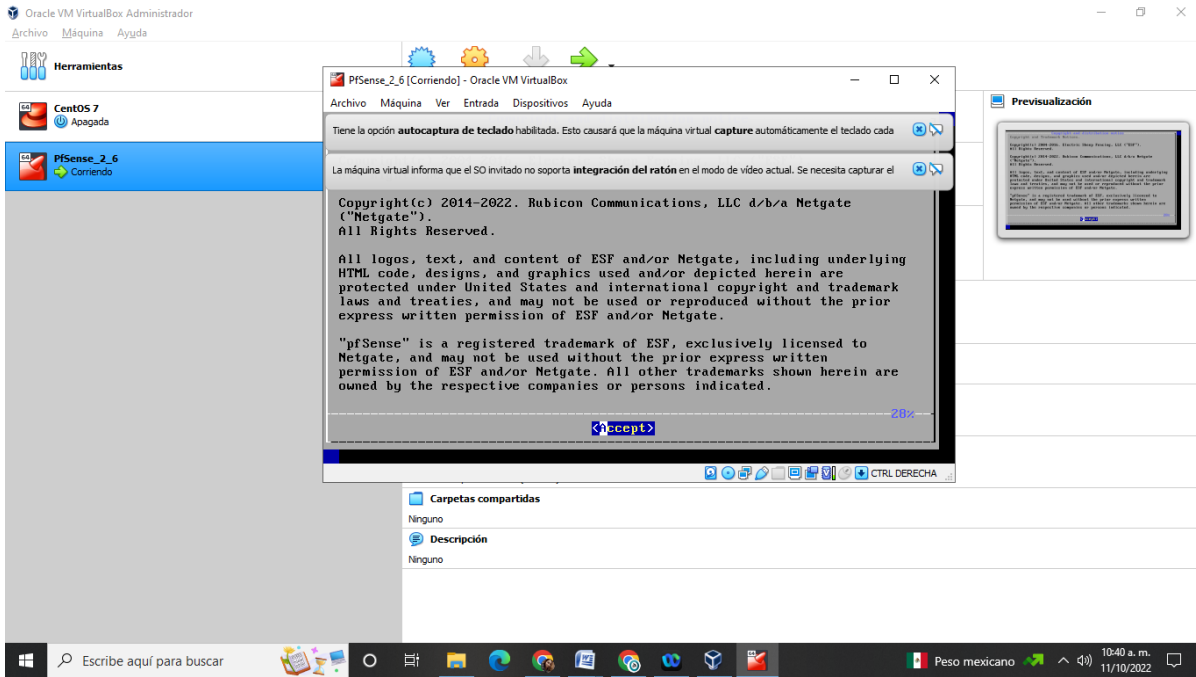 Oracle VM VirtualBox Administrador
Archivo Máquina Ayuda
Herramientas
64
CentOS 7
Apagada
64
PfSense_2_6
Corriendo
PfSense_2_6 [Corriendo] - Oracle VM VirtualBox
Archivo Máquina Ver Entrada Dispositivos Ayuda
Tiene la opción autocaptura de teclado habilitada. Esto causará que la máquina virtual capture automáticamente el teclado cada
La máquina virtual informa que el SO invitado no soporta integración del ratón en el modo de vídeo actual. Se necesita capturar el
Copyright(c) 2014-2022. Rubicon Communications, LLC d/b/a Netgate
("Netgate").
All Rights Reserved.
All logos, text, and content of ESF and/or Netgate, including underlying
HTML code, designs, and graphics used and/or depicted herein are
protected under United States and international copyright and trademark
laws and treaties, and may not be used or reproduced without the prior
express written permission of ESF and/or Netgate.
"pfSense" is a registered trademark of ESF, exclusively licensed to
Netgate, and may not be used without the prior express written
permission of ESF and/or Netgate. All other trademarks shown herein are
owned by the respective companies or persons indicated.
28%
<Accept>
CTRL DERECHA
Previsualización
Carpetas compartidas
Ninguno
Descripción
Ninguno
Escribe aquí para buscar
Peso mexicano
10:40 a. m.
11/10/2022